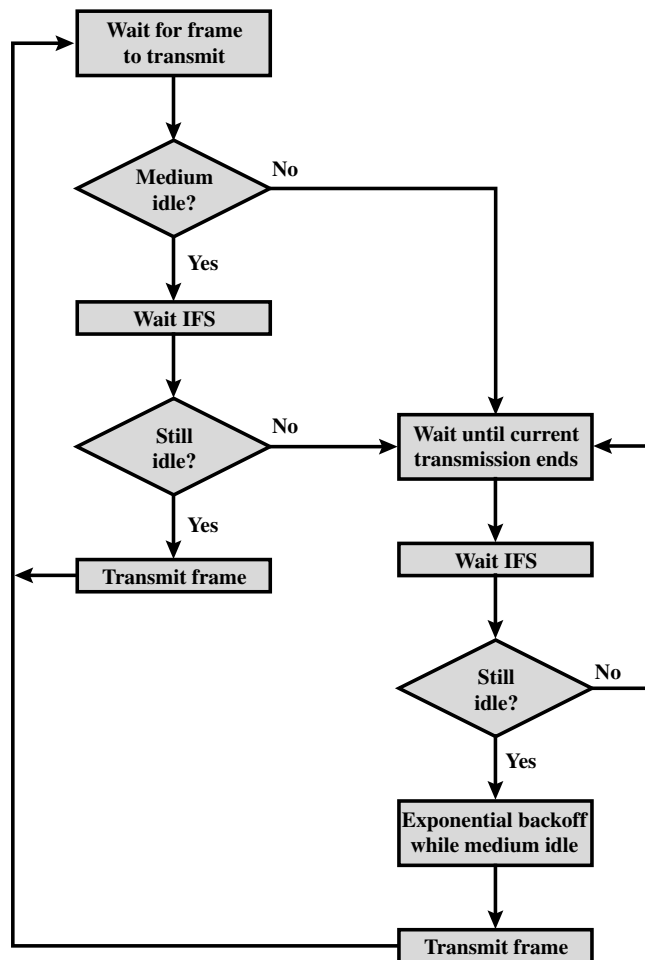 Wait for frame
to transmit
Medium
idle?
No
Yes
Wait IFS
Still
idle?
No
Yes
Transmit frame
Wait until current
transmission ends
Wait IFS
Still
idle?
No
Yes
Exponential backoff
while medium idle
Transmit frame